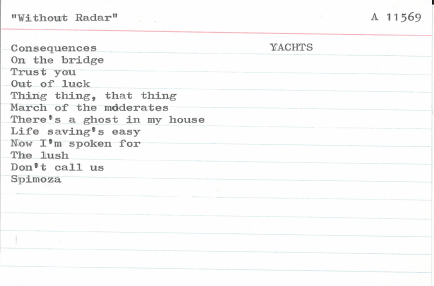 "Without Radar" A 11569
Consequences YACHTS
On the bridge
Trust you
Out of luck
Thing thing, that thing
March of the moderates
There's a ghost in my house
Life saving's easy
Now I'm spoken for
The lush
Don't call us
Spimoza